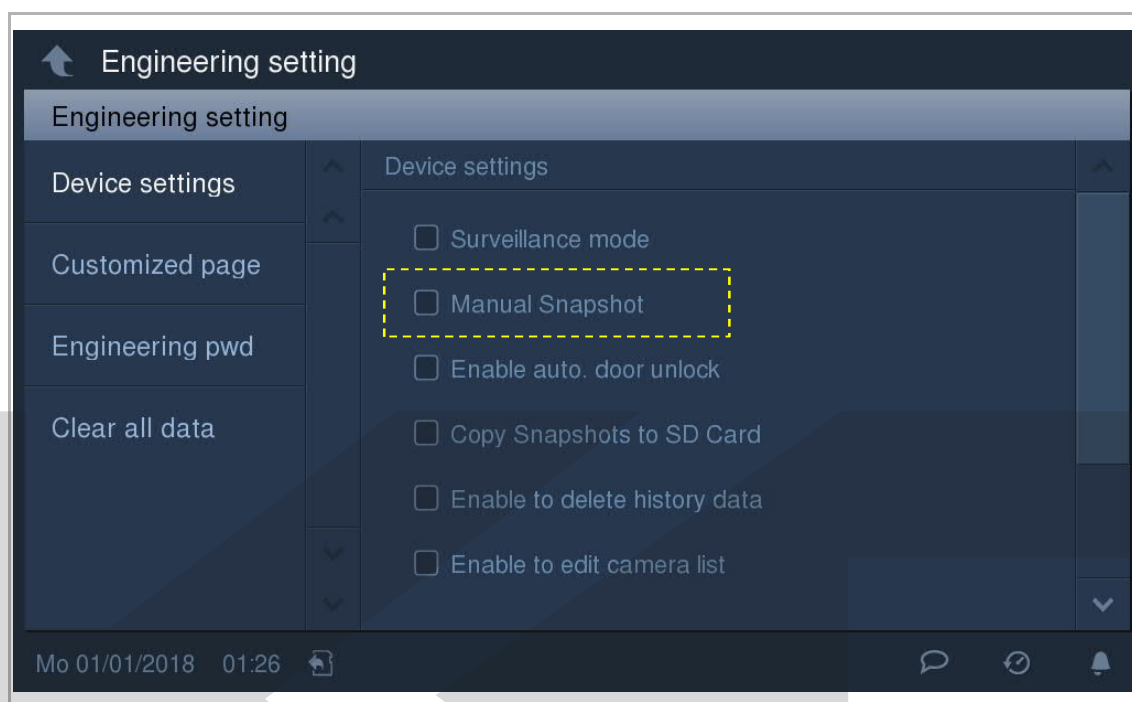 Engineering setting
Engineering setting
Device settings
Customized page
Engineering pwd
Clear all data
Device settings
Surveillance mode
Manual Snapshot
Enable auto. door unlock
Copy Snapshots to SD Card
Enable to delete history data
Enable to edit camera list
Mo 01/01/2018 01:26